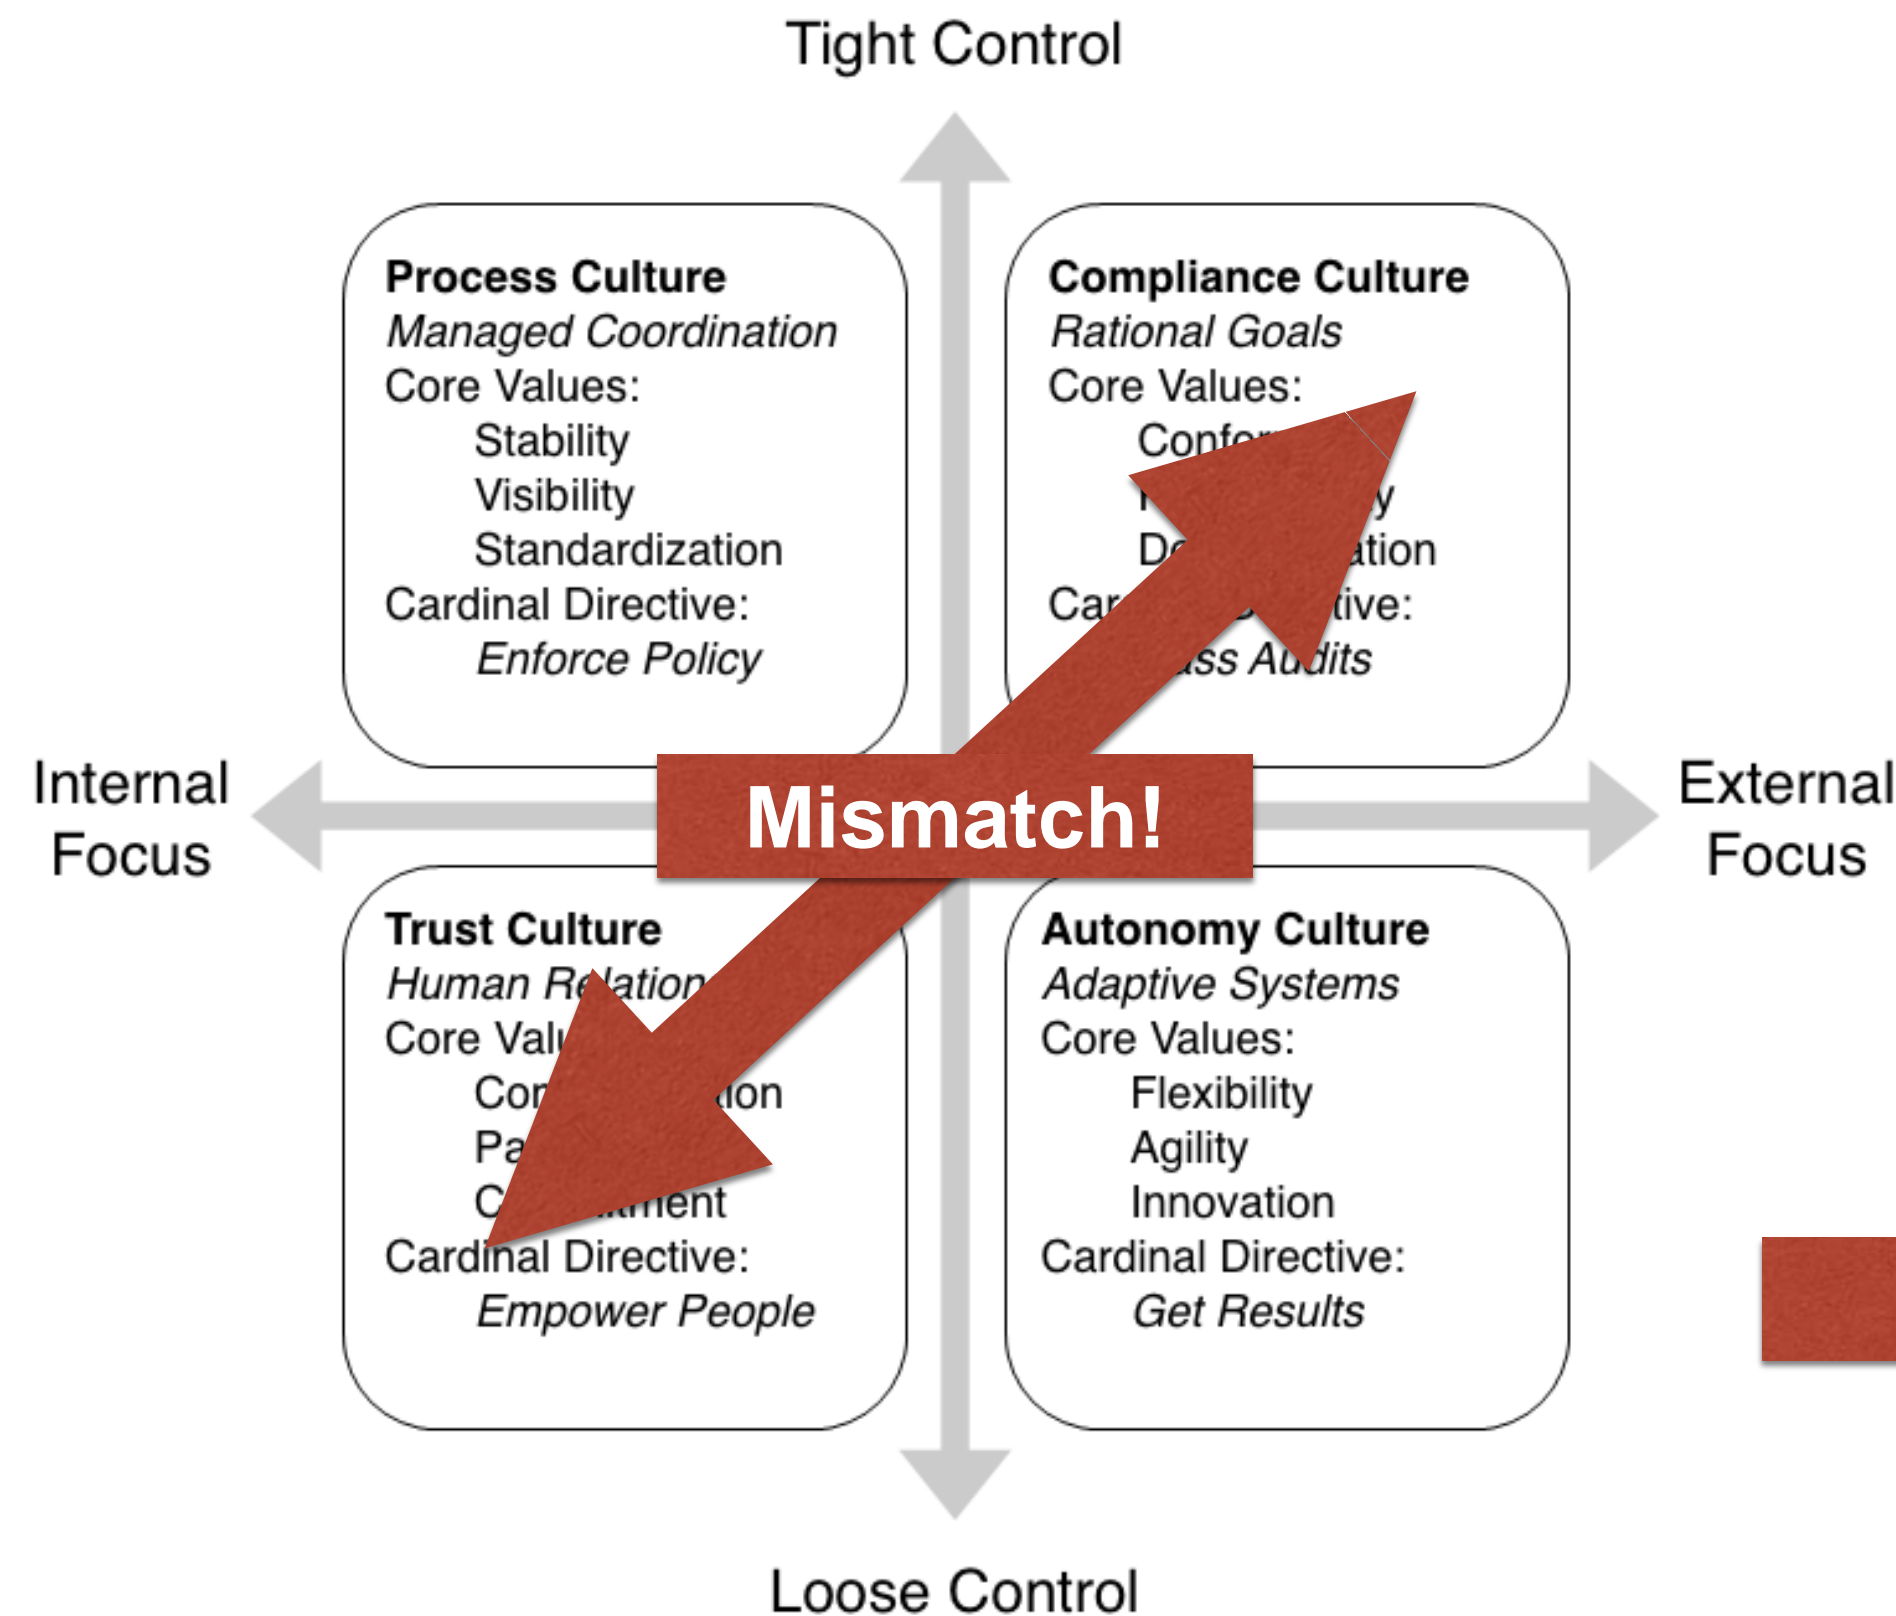 Tight Control
Process Culture
Managed Coordination
Core Values:
Stability
Visibility
Standardization
Cardinal Directive:
Enforce Policy
Compliance Culture
Rational Goals
Core Values:
Audits
Internal
Focus
External
Focus
Mismatch!
Trust Culture
Human
Core
Cardinal Directive:
Empower People
Autonomy Culture
Adaptive Systems
Core Values:
Flexibility
Agility
Innovation
Cardinal Directive:
Get Results
Loose Control